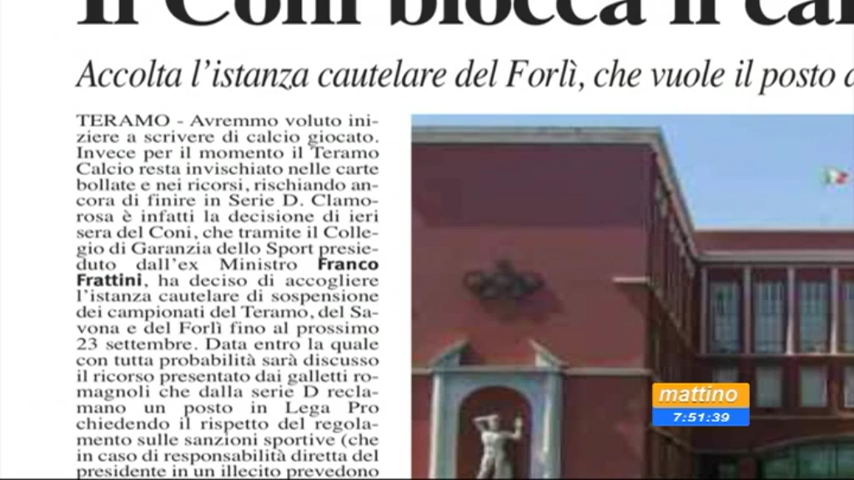 Il Coni blocca il
Accolta l'istanza cautelare del Forlì, che vuole il posto
TERAMO - Avremmo voluto ini-
ziere a scrivere di calcio giocato.
Invece per il momento il Teramo
Calcio resta invischiato nelle carte
bollate e nei ricorsi, rischiando an-
cora di finire in Serie D. Clamo-
rosa è infatti la decisione di ieri
sera del Coni, che tramite il Colle-
gio di Garanzia dello Sport presie-
duto dall'ex Ministro Franco
Frattini, ha deciso di accogliere
l'istanza cautelare di sospensione
dei campionati del Teramo, del Sa-
vona e del Forlì fino al prossimo
23 settembre. Data entro la quale
con tutta probabilità sarà discusso
il ricorso presentato dai galletti ro-
magnoli che dalla serie D recla-
mano un posto in Lega Pro
chiedendo il rispetto del regola-
mento sulle sanzioni sportive (che
in caso di responsabilità diretta del
presidente in un illecito prevedono
mattino
7:51:39